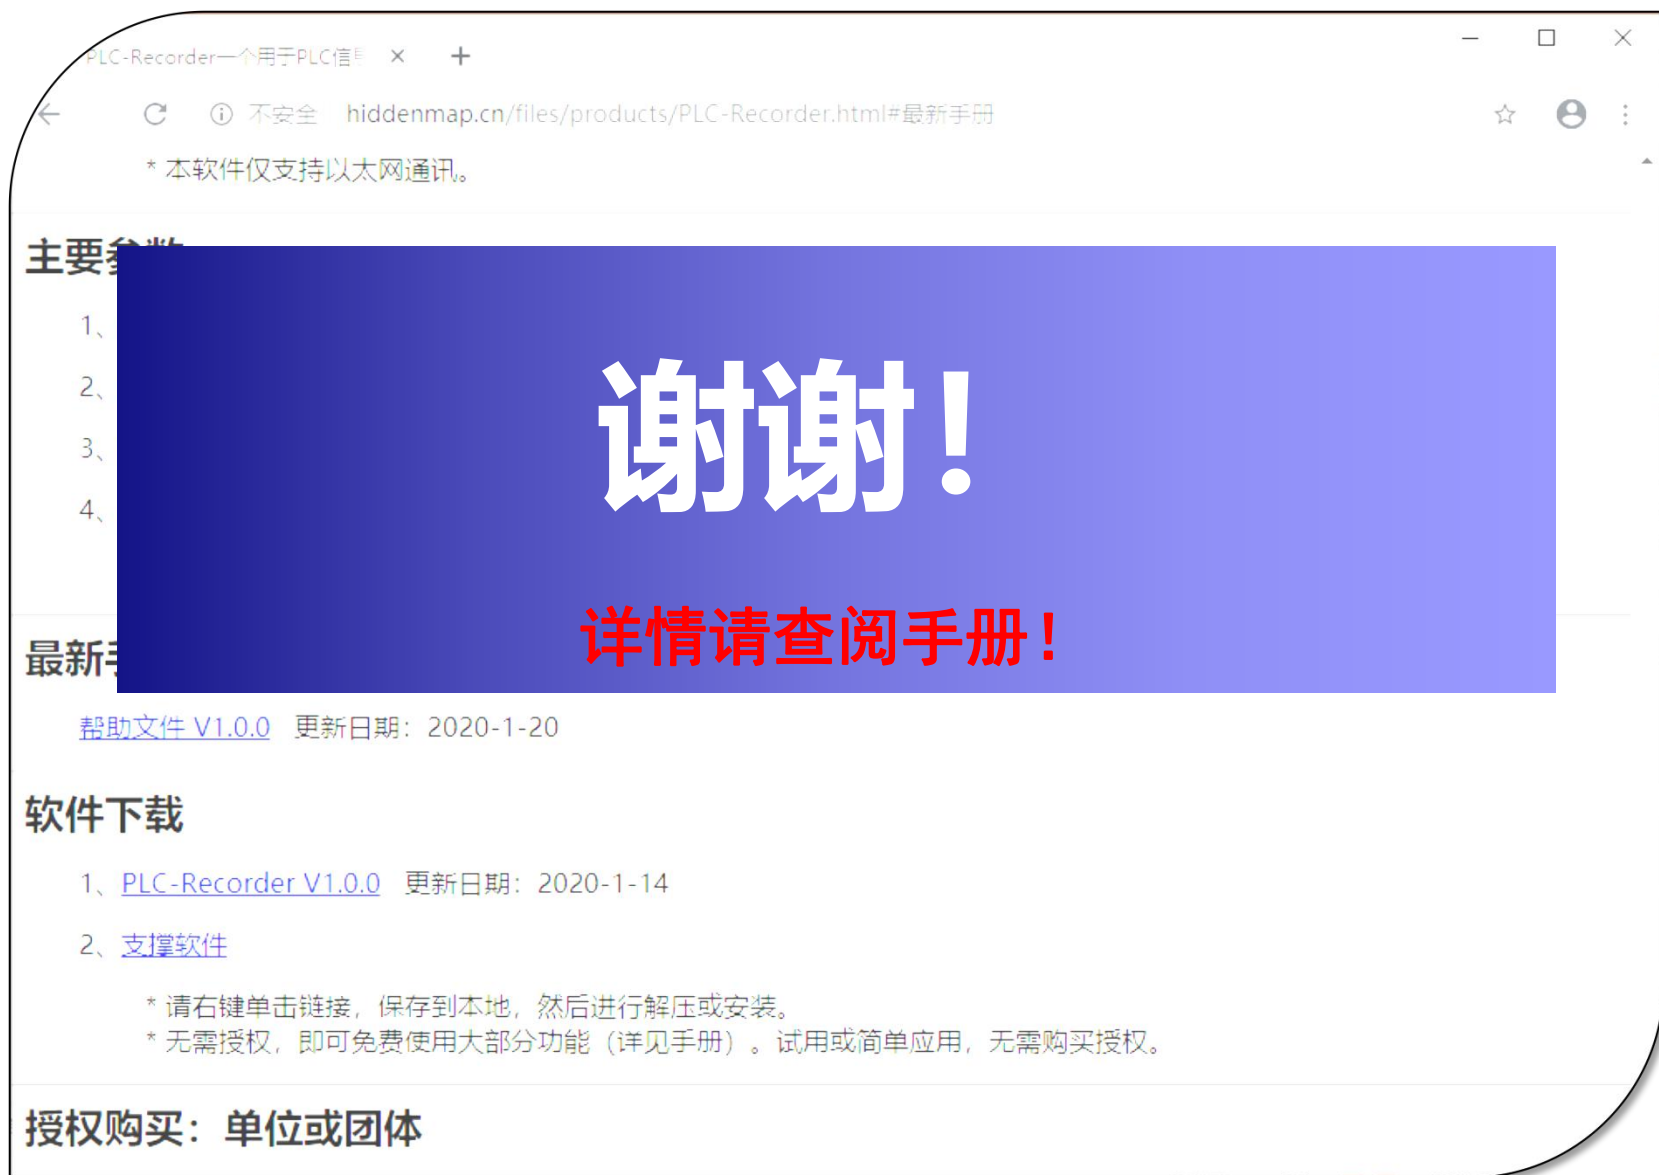 PLC-Recorder一个用于PLC信
不安全 hiddenmap.cn/files/products/PLC-Recorder.html#最新手册
* 本软件仅支持以太网通讯。
主要
1、
2、
谢谢！
3、
4、
详情请查阅手册！
最新
帮助文件 V1.0.0 更新日期：2020-1-20
软件下载
1、PLC-Recorder V1.0.0 更新日期：2020-1-14
2、支撑软件
* 请右键单击链接，保存到本地，然后进行解压或安装。
* 无需授权，即可免费使用大部分功能（详见手册）。试用或简单应用，无需购买授权。
授权购买：单位或团体